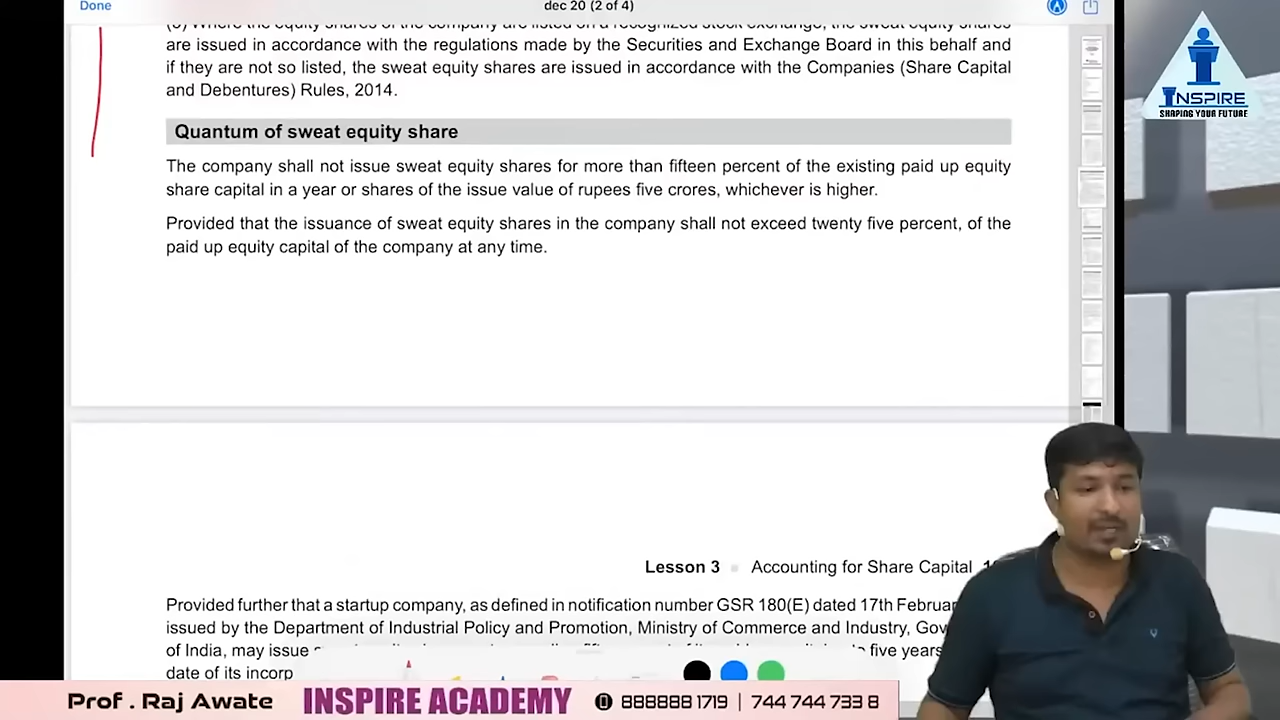 Done
dec 20 (2 of 4)
are issued in accordance with the regulations made by the Securities and Exchange Board in this behalf and
if they are not so listed, the sweat equity shares are issued in accordance with the Companies (Share Capital
and Debentures) Rules, 2014.
Quantum of sweat equity share
The company shall not issue sweat equity shares for more than fifteen percent of the existing paid up equity
share capital in a year or shares of the issue value of rupees five crores, whichever is higher.
Provided that the issuance of sweat equity shares in the company shall not exceed twenty five percent, of the
paid up equity capital of the company at any time.
Lesson 3 Accounting for Share Capital
Provided further that a startup company, as defined in notification number GSR 180(E) dated 17th
issued by the Department of Industrial Policy and Promotion, Ministry of Commerce and Industry,
of India, may issue five years
date of its
INSPIRE
SHAPING YOUR FUTURE
Prof . Raj Awate INSPIRE ACADEMY 888888 1719 | 744 744 733 8